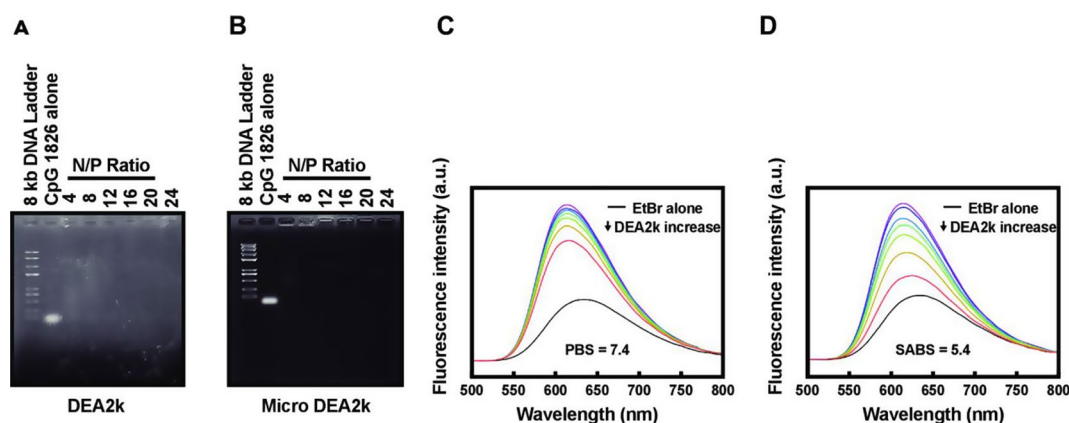 A
8 kb DNA Ladder
CpG 1826 alone
N/P Ratio
4
8
12
16
20
24
DEA2k
B
8 kb DNA Ladder
CpG 1826 alone
N/P Ratio
4
8
12
16
20
24
Micro DEA2k
C
Fluorescence intensity (a.u.)
EtBr alone
DEA2k increase
PBS = 7.4
500 550 600 650 700 750 800
Wavelength (nm)
D
Fluorescence intensity (a.u.)
EtBr alone
DEA2k increase
SABS = 5.4
500 550 600 650 700 750 800
Wavelength (nm)